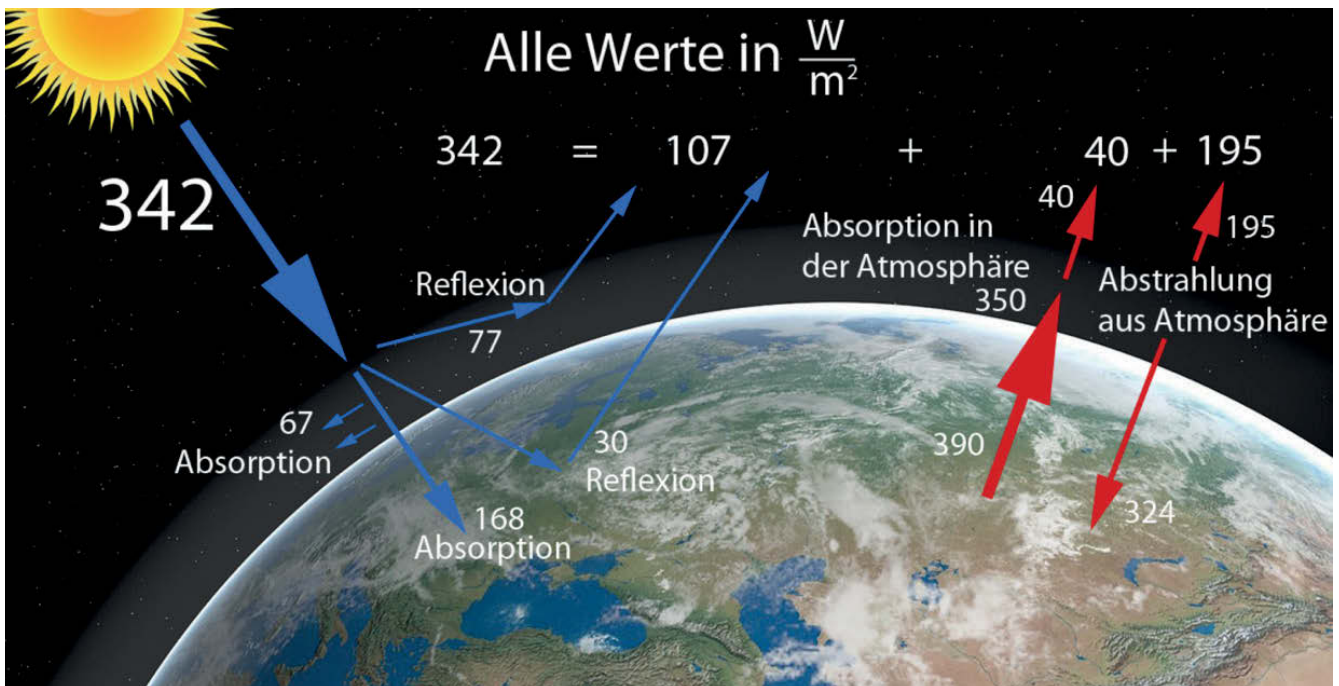 Alle Werte in W/m²
342 = 107 + 40 + 195
342
40
195
Absorption in
der Atmosphäre
350
Abstrahlung
aus Atmosphäre
Reflexion
77
67
Absorption
30
Reflexion
390
168
Absorption
324